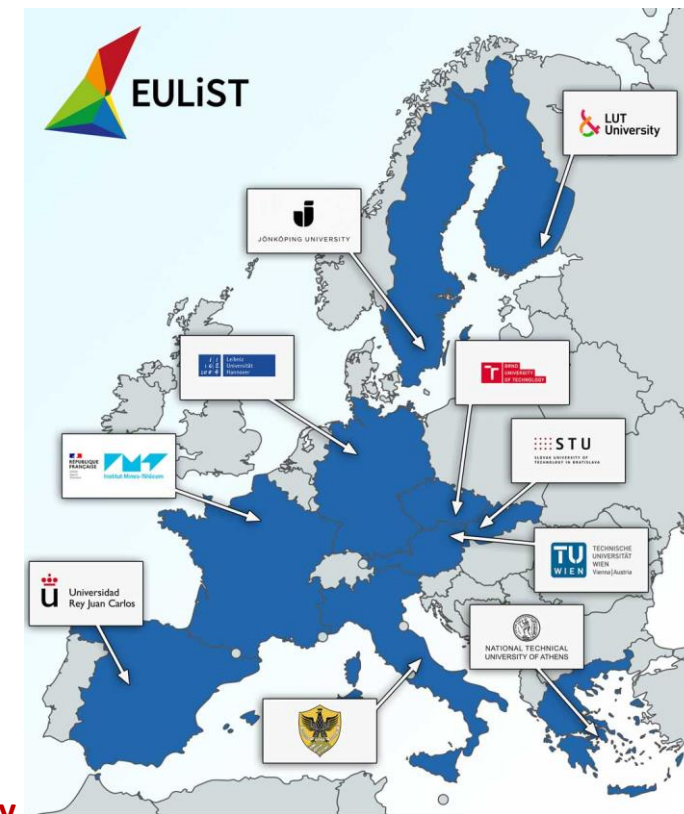 EULiST
LUT
University
JÖNKÖPING UNIVERSITY
Leibniz
Universität
Hannover
BRNO
UNIVERSITY
OF TECHNOLOGY
STU
SLOVAK UNIVERSITY OF
TECHNOLOGY IN BRATISLAVA
RÉPUBLIQUE
FRANÇAISE
IMT
Institut Mines-Télécom
TU
WIEN
TECHNISCHE
UNIVERSITÄT
WIEN
Vienna|Austria
ü Universidad
Rey Juan Carlos
NATIONAL TECHNICAL
UNIVERSITY OF ATHENS